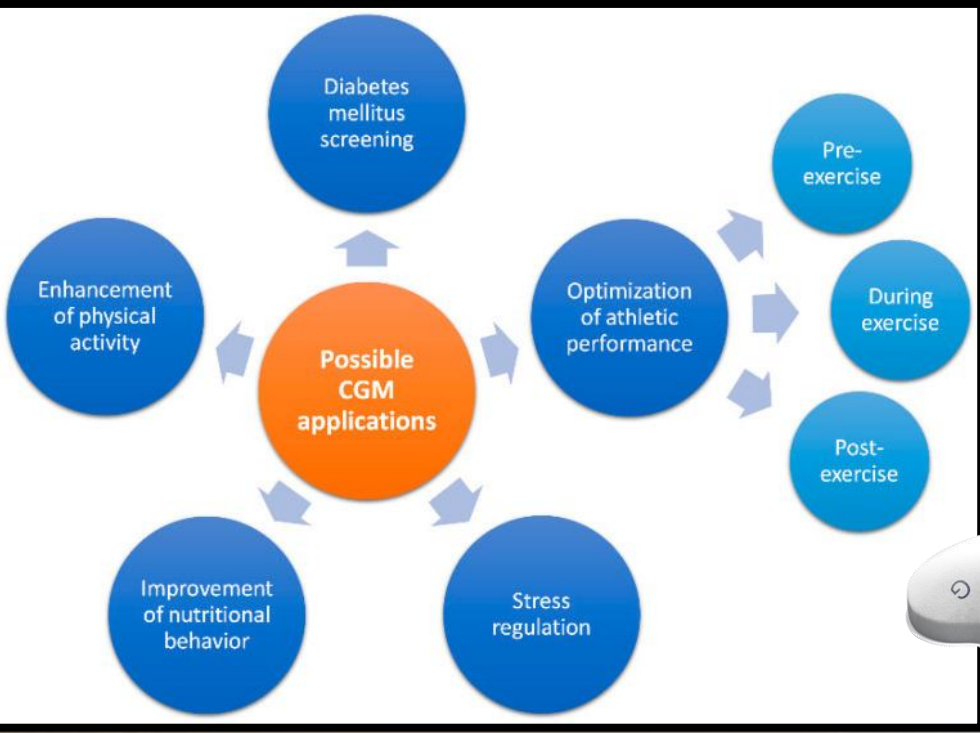 Diabetes
mellitus
screening
Pre-
exercise
Enhancement
of physical
activity
Optimization
of athletic
performance
During
exercise
Possible
CGM
applications
Post-
exercise
Improvement
of nutritional
behavior
Stress
regulation